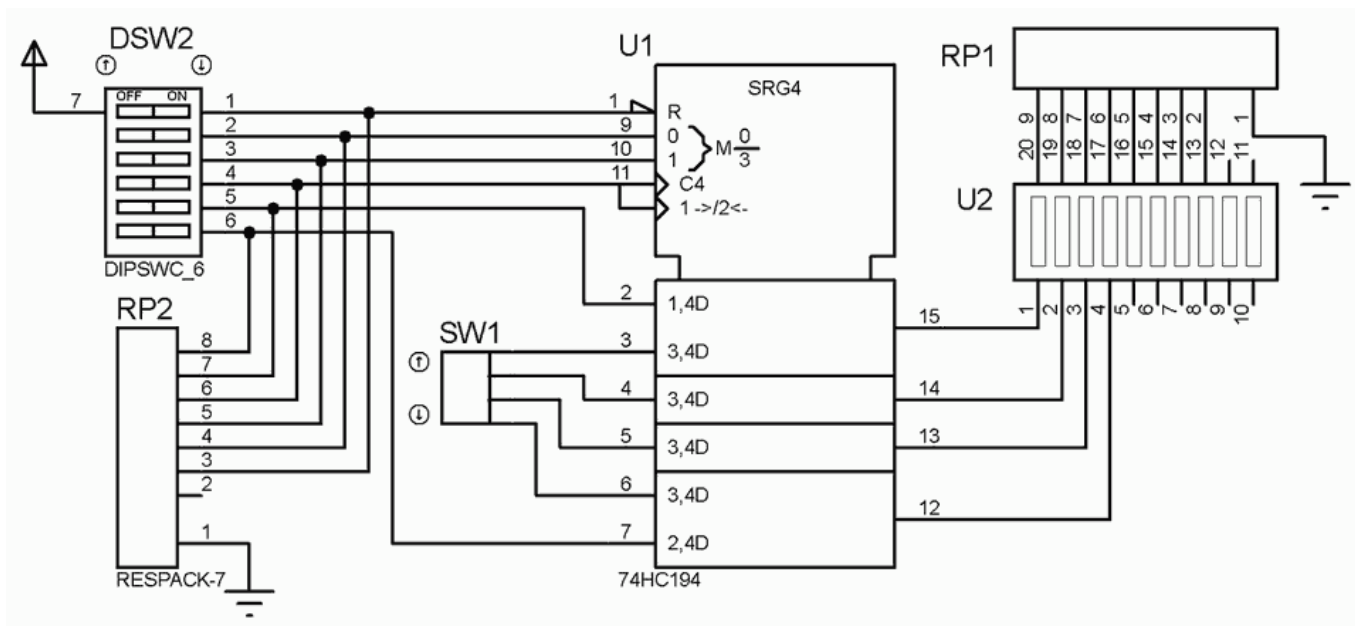 DSW2
OFF ON
7
1
2
3
4
5
6
DIPSWC_6
RP2
8
7
6
5
4
3
2
1
RESPACK-7
SW1
U1
SRG4
1 R
9 0
10 1
M 0/3
11 C4
1 ->/2<-
2 1,4D
3 3,4D
4 3,4D
5 3,4D
6 3,4D
7 2,4D
15
14
13
12
74HC194
RP1
9 8 7 6 5 4 3 2 1
20 19 18 17 16 15 14 13 12 11
U2
1 2 3 4 5 6 7 8 9 10